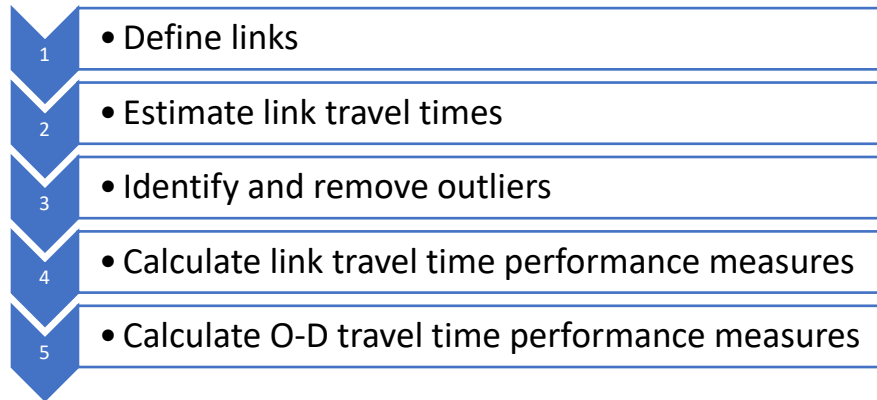 1 • Define links
2 • Estimate link travel times
3 • Identify and remove outliers
4 • Calculate link travel time performance measures
5 • Calculate O-D travel time performance measures